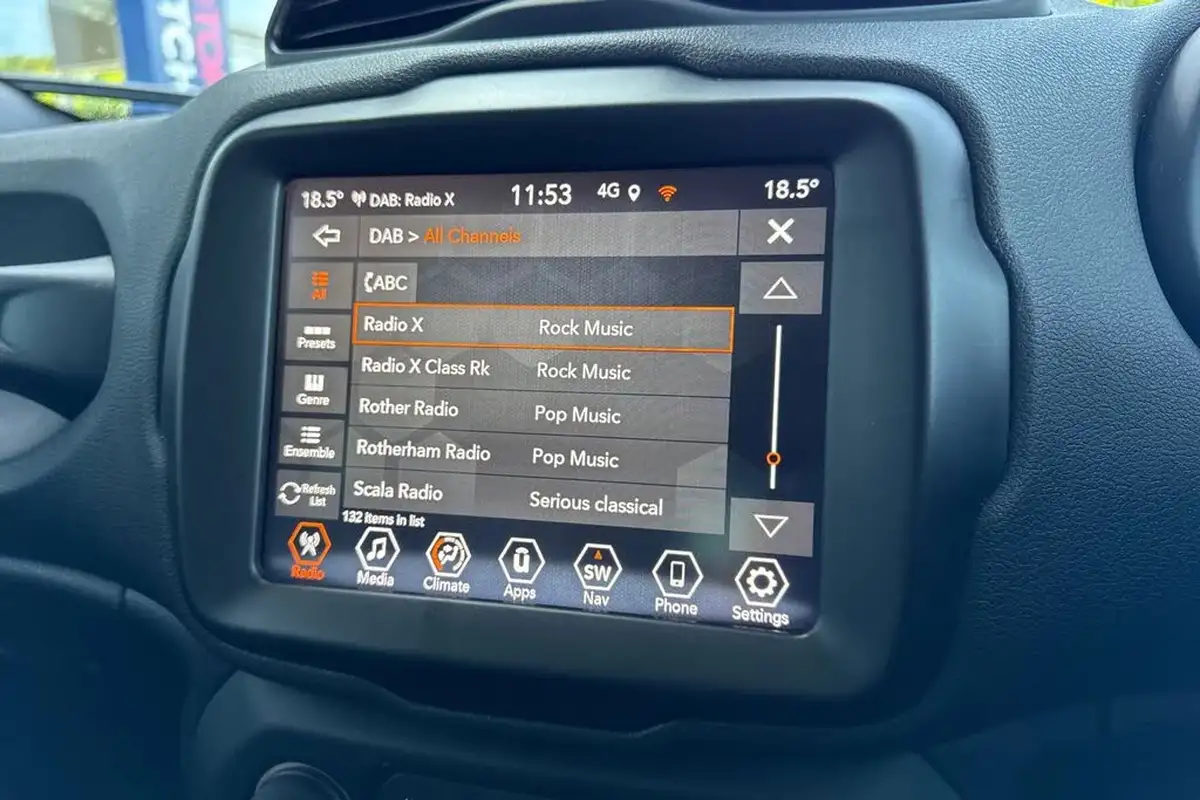 18.5° DAB: Radio X 11:53 4G 18.5°
DAB > All Channels
All
ABC
Presets
Genre
Ensemble
Refresh
List
Radio X Rock Music
Radio X Class Rk Rock Music
Rother Radio Pop Music
Rotherham Radio Pop Music
Scala Radio Serious classical
132 items in list
Radio
Media
Climate
ū
Apps
SW
Nav
Phone
Settings